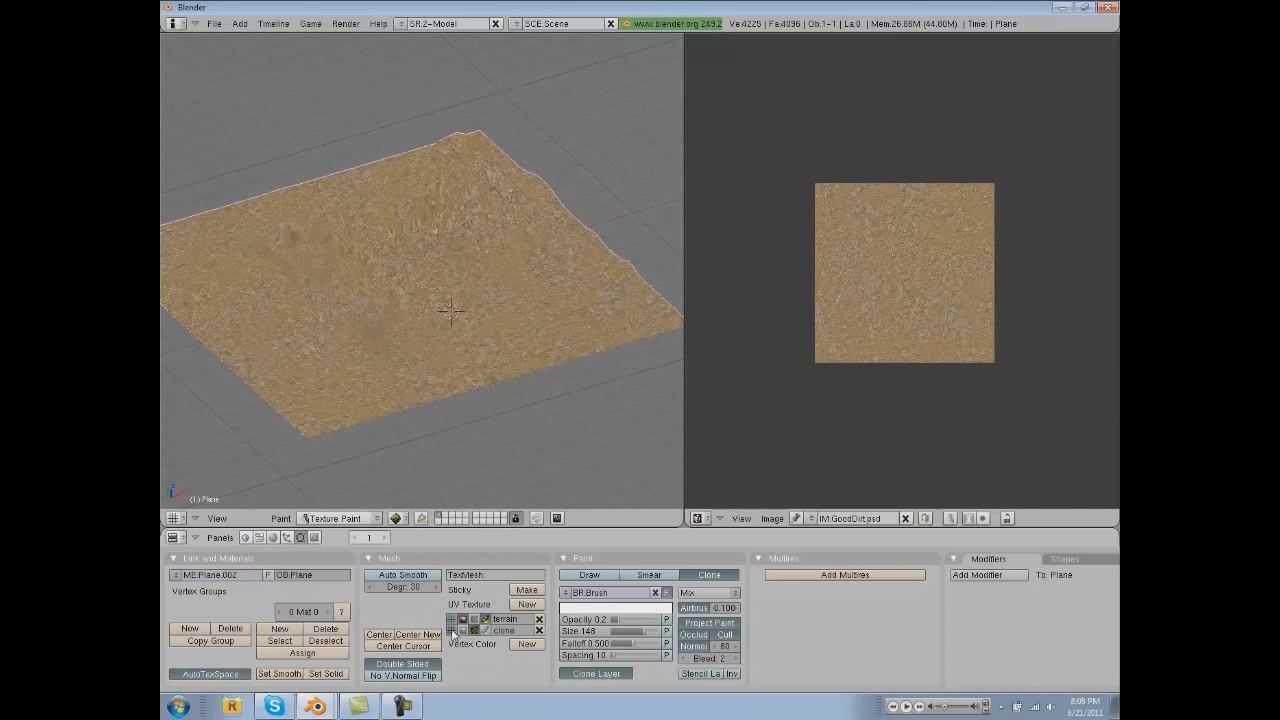 Blender
File Add Timeline Game Render Help SR:2-Model SCE:Scene www.blender.org 249.2 Ve:4225 | Fa:4096 | Ob:1-1 | La:0 | Mem:26.86M (44.80M) | Time: | Plane
(1) Plane
View Paint Texture Paint View Image IM:GoodDirt.psd
Panels 1
Link and Materials Mesh Paint Multires Modifiers Shapes
ME:Plane.002 F OB:Plane Auto Smooth TexMesh: Draw Smear Clone Add Multires Add Modifier To: Plane
Vertex Groups Degr: 30 Sticky Make BR:Brush F Mix
0 Mat 0 ? UV Texture New Airbrus 0.100
terrain Opacity 0.2 P Project Paint
New Delete New Delete Center Center New clone Size 148 P Occlud Cull
Copy Group Select Deselect Center Cursor Vertex Color New Falloff 0.500 P Normal 80
Assign Spacing 10. P Bleed: 2
Double Sided
AutoTexSpace Set Smooth Set Solid No V.Normal Flip Clone Layer Stencil La Inv
8:08 PM
8/21/2011